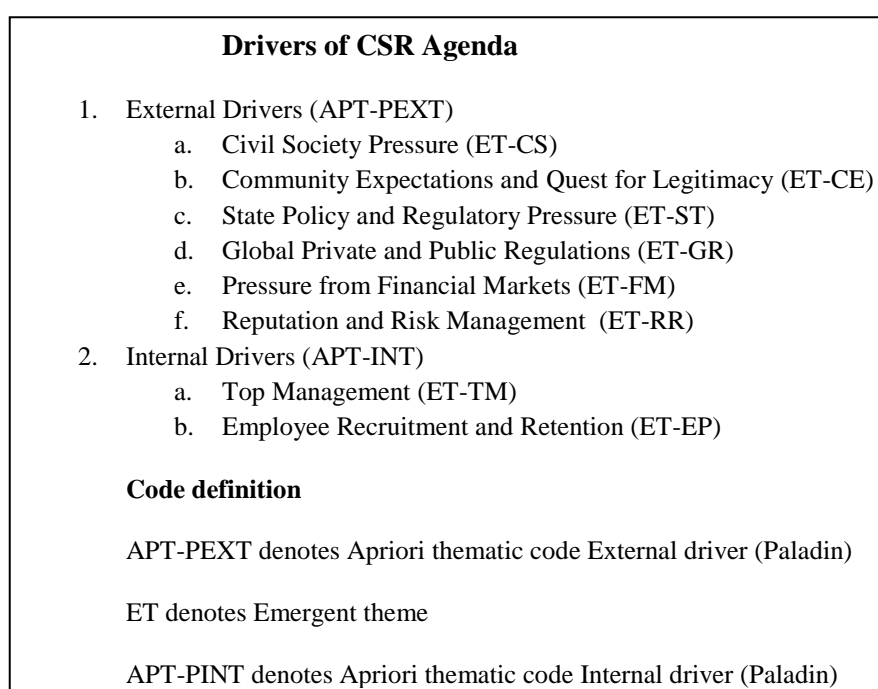 Drivers of CSR Agenda
1. External Drivers (APT-PEXT)
a. Civil Society Pressure (ET-CS)
b. Community Expectations and Quest for Legitimacy (ET-CE)
c. State Policy and Regulatory Pressure (ET-ST)
d. Global Private and Public Regulations (ET-GR)
e. Pressure from Financial Markets (ET-FM)
f. Reputation and Risk Management (ET-RR)
2. Internal Drivers (APT-INT)
a. Top Management (ET-TM)
b. Employee Recruitment and Retention (ET-EP)
Code definition
APT-PEXT denotes Apriori thematic code External driver (Paladin)
ET denotes Emergent theme
APT-PINT denotes Apriori thematic code Internal driver (Paladin)